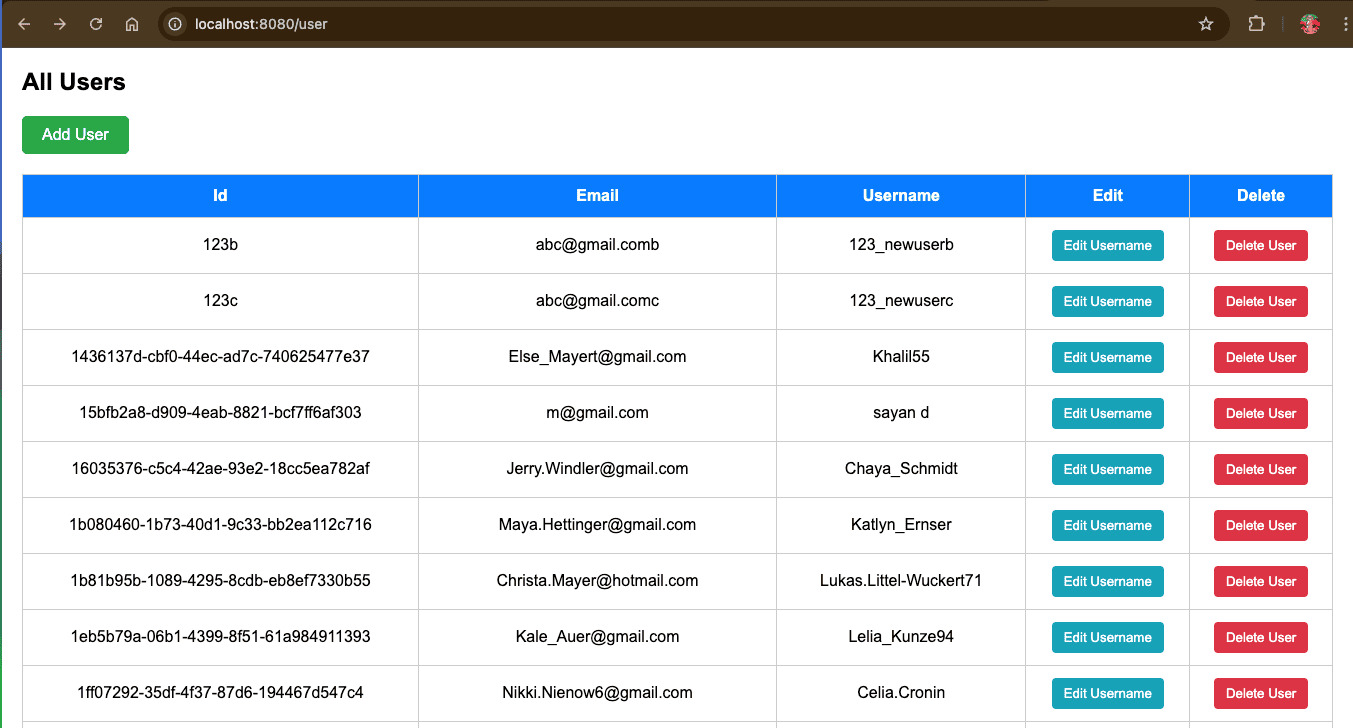 localhost:8080/user
All Users
Add User
Id Email Username Edit Delete
123b abc@gmail.comb 123_newuserb Edit Username Delete User
123c abc@gmail.comc 123_newuserc Edit Username Delete User
1436137d-cbf0-44ec-ad7c-740625477e37 Else_Mayert@gmail.com Khalil55 Edit Username Delete User
15bfb2a8-d909-4eab-8821-bcf7ff6af303 m@gmail.com sayan d Edit Username Delete User
16035376-c5c4-42ae-93e2-18cc5ea782af Jerry.Windler@gmail.com Chaya_Schmidt Edit Username Delete User
1b080460-1b73-40d1-9c33-bb2ea112c716 Maya.Hettinger@gmail.com Katlyn_Ernser Edit Username Delete User
1b81b95b-1089-4295-8cdb-eb8ef7330b55 Christa.Mayer@hotmail.com Lukas.Littel-Wuckert71 Edit Username Delete User
1eb5b79a-06b1-4399-8f51-61a984911393 Kale_Auer@gmail.com Lelia_Kunze94 Edit Username Delete User
1ff07292-35df-4f37-87d6-194467d547c4 Nikki.Nienow6@gmail.com Celia.Cronin Edit Username Delete User